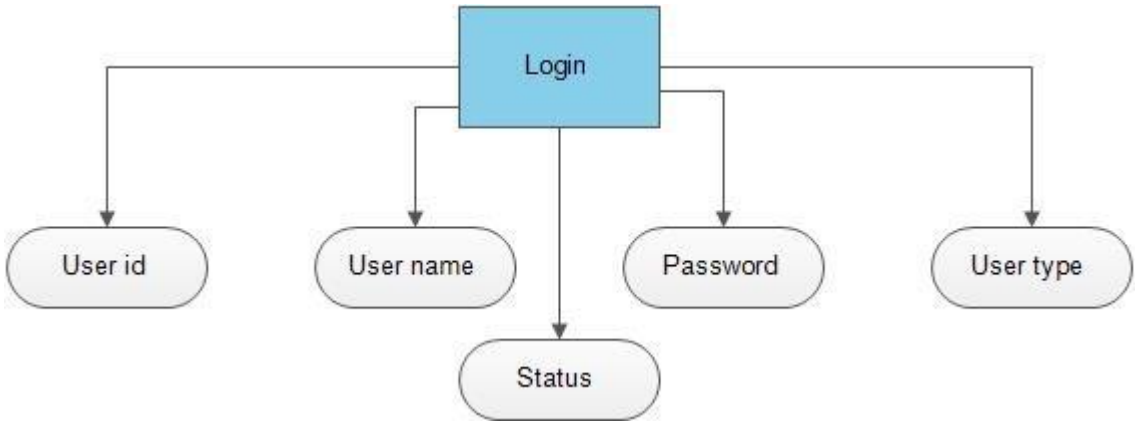 Login
User id
User name
Password
User type
Status